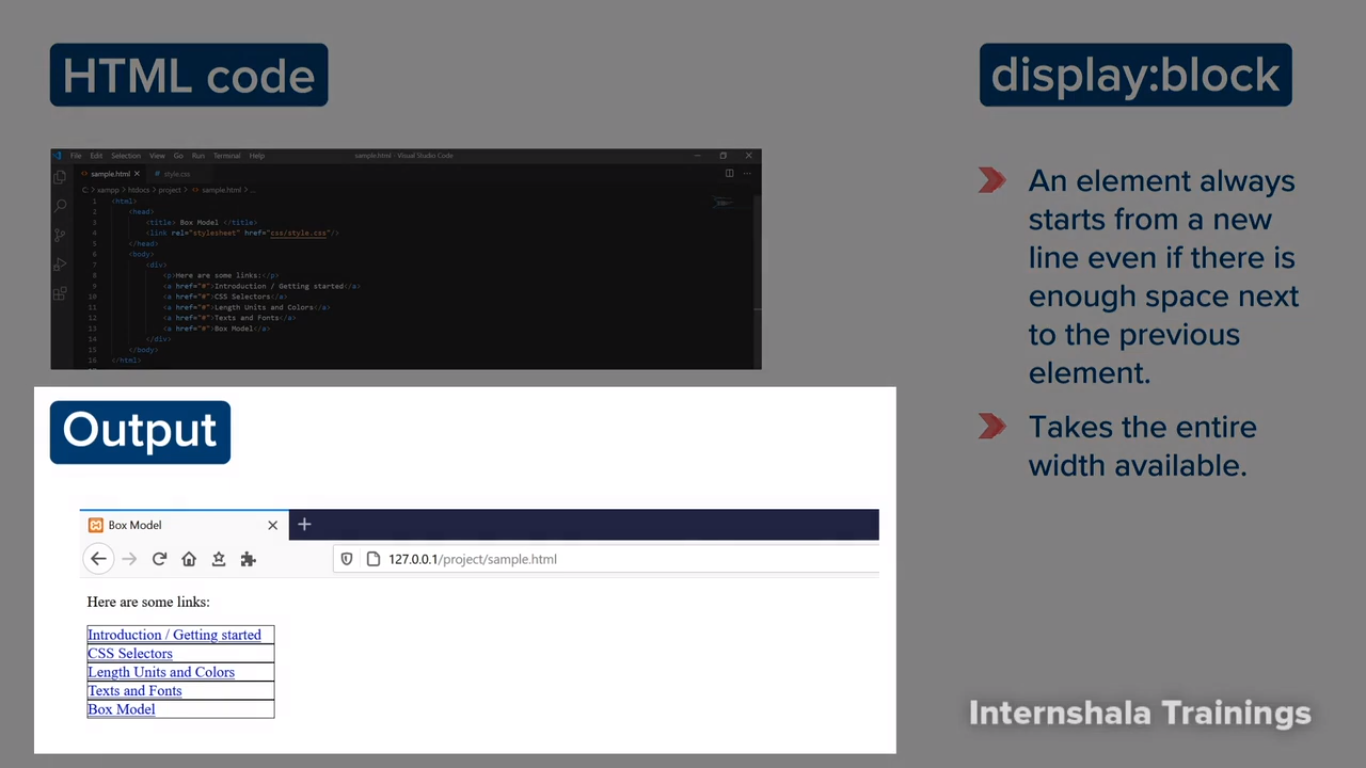 HTML code
File Edit Selection View Go Run Terminal Help
sample.html - Visual Studio Code
sample.html
style.css
C: > xampp > htdocs > project > sample.html > ...
1 <html>
2 <head>
3 <title> Box Model </title>
4 <link rel="stylesheet" href="css/style.css"/>
5 </head>
6 <body>
7 <div>
8 <p>Here are some links:</p>
9 <a href="#">Introduction / Getting started</a>
10 <a href="#">CSS Selectors</a>
11 <a href="#">Length Units and Colors</a>
12 <a href="#">Texts and Fonts</a>
13 <a href="#">Box Model</a>
14 </div>
15 </body>
16 </html>
Output
Box Model
127.0.0.1/project/sample.html
Here are some links:
Introduction / Getting started
CSS Selectors
Length Units and Colors
Texts and Fonts
Box Model
display:block
An element always
starts from a new
line even if there is
enough space next
to the previous
element.
Takes the entire
width available.
Internshala Trainings